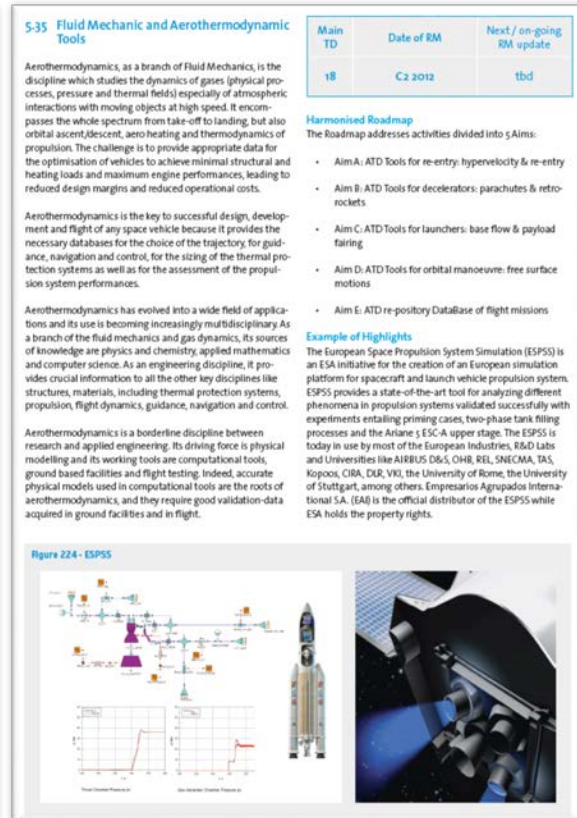 5.35 Fluid Mechanic and Aerothermodynamic
Tools
Aerothermodynamics, as a branch of Fluid Mechanic, is the
discipline which studies the dynamics of gases (physical pro-
cesses, pressure and thermal fields) especially of atmospheric
interactions with moving objects at high speed. It encom-
passes the whole spectrum from take-off to landing, but also
orbital ascent/descent, aero heating and thermodynamics of
propulsion. The challenge is to provide appropriate data for
the optimisation of vehicles to achieve minimal structural and
heating loads and maximum engine performances, leading to
reduced design margins and reduced operational costs.
Aerothermodynamics is the key to successful design, develop-
ment and flight of any space vehicle because it provides the
necessary databases for the choice of the trajectory, for guid-
ance, navigation and control, for the sizing of the thermal pro-
tection systems as well as for the assessment of the propul-
sion system performances.
Aerothermodynamics has evolved into a wide field of applica-
tions and its use is becoming increasingly multidisciplinary. As
a branch of the fluid mechanics and gas dynamics, its sources
of knowledge are physics and chemistry, applied mathematics
and computer science. As an engineering discipline, it pro-
vides crucial information to all the other key disciplines like
structures, materials, including thermal protection systems,
propulsion, flight dynamics, guidance, navigation and control.
Aerothermodynamics is a borderline discipline between
research and applied engineering. Its driving force is physical
modelling and its working tools are computational tools,
ground based facilities and flight testing. Indeed, accurate
physical models used in computational tools are the roots of
aerothermodynamics, and they require good validation-data
acquired in ground facilities and in flight.
Main TD
Date of RM
Next / on-going RM update
18
C2 2012
tbd
Harmonised Roadmap
The Roadmap addresses activities divided into 5 Aims:
• Aim A: ATD Tools for re-entry: hypervelocity & re-entry
• Aim B: ATD Tools for decelerators: parachutes & retro-
rockets
• Aim C: ATD Tools for launchers: base flow & payload
fairing
• Aim D: ATD Tools for orbital manoeuvre: free surface
motions
• Aim E: ATD re-pository DataBase of flight missions
Example of Highlights
The European Space Propulsion System Simulation (ESPSS) is
an ESA initiative for the creation of an European simulation
platform for spacecraft and launch vehicle propulsion system.
ESPSS provides a state-of-the-art tool for analyzing different
phenomena in propulsion systems validated successfully with
experiments entailing priming cases, two-phase tank filling
processes and the Ariane 5 ESC-A upper stage. The ESPSS is
today in use by most of the European Industries, R&D Labs
and Universities like AIRBUS D&S, OHB, REL, SNECMA, TAS,
Kopoos, CIRA, DLR, VKI, the University of Rome, the University
of Stuttgart, among others. Empresarios Agrupados Interna-
tional S.A. (EAI) is the official distributor of the ESPSS while
ESA holds the property rights.
Figure 224 - ESPSS
Thrust Chamber Pressure
Gas Generator Chamber Pressure